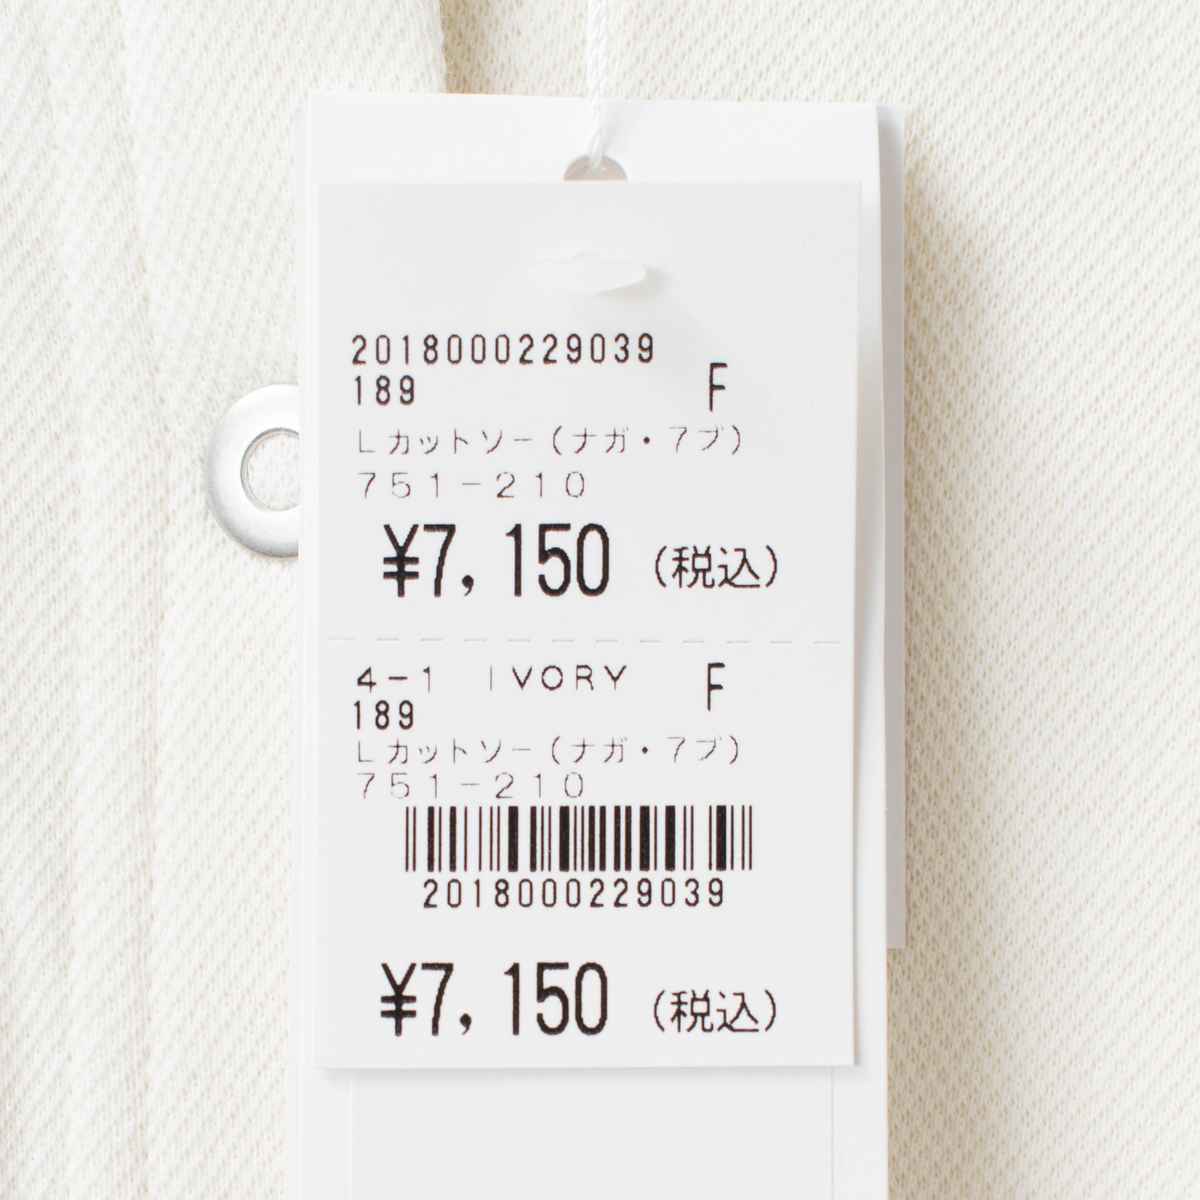 2018000229039
189 F
Lカットソー(ナガ・7ブ)
751-210
¥7,150 (税込)
4-1 IVORY F
189
Lカットソー(ナガ・7ブ)
751-210
2018000229039
¥7,150 (税込)